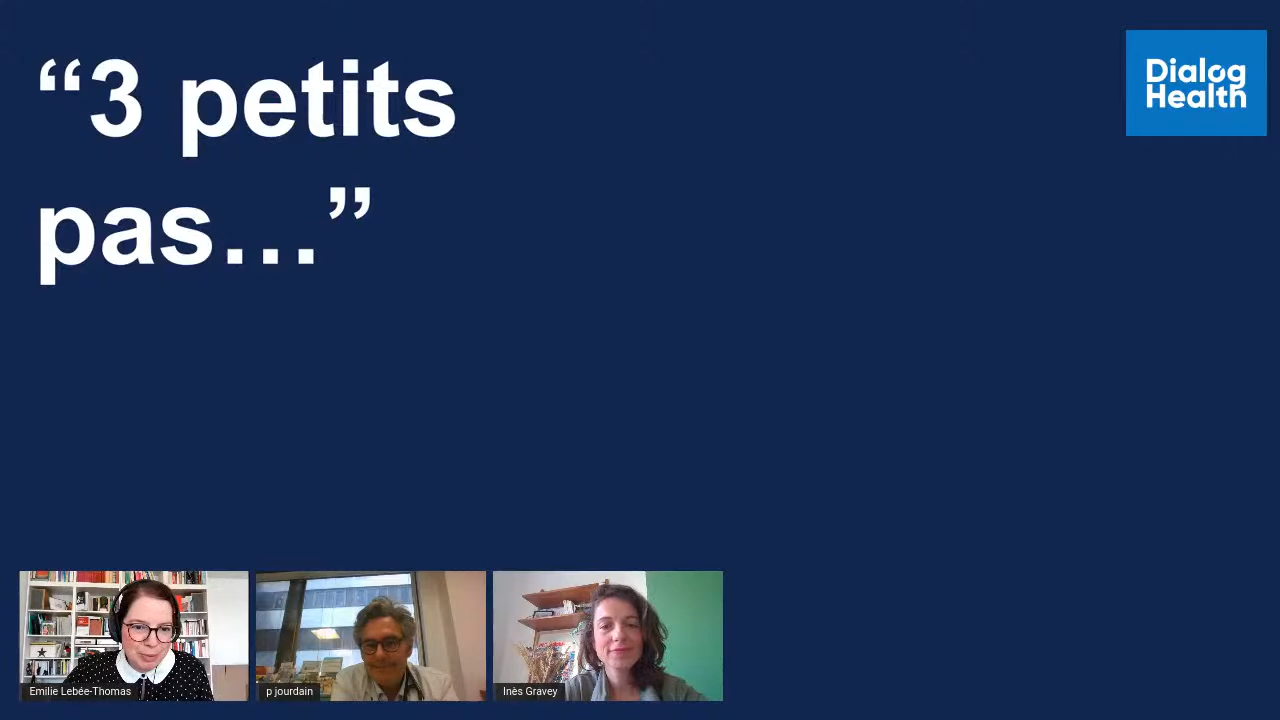 “3 petits
pas…”
Dialog
Health
Emilie Lebée-Thomas
p jourdain
Inès Gravey